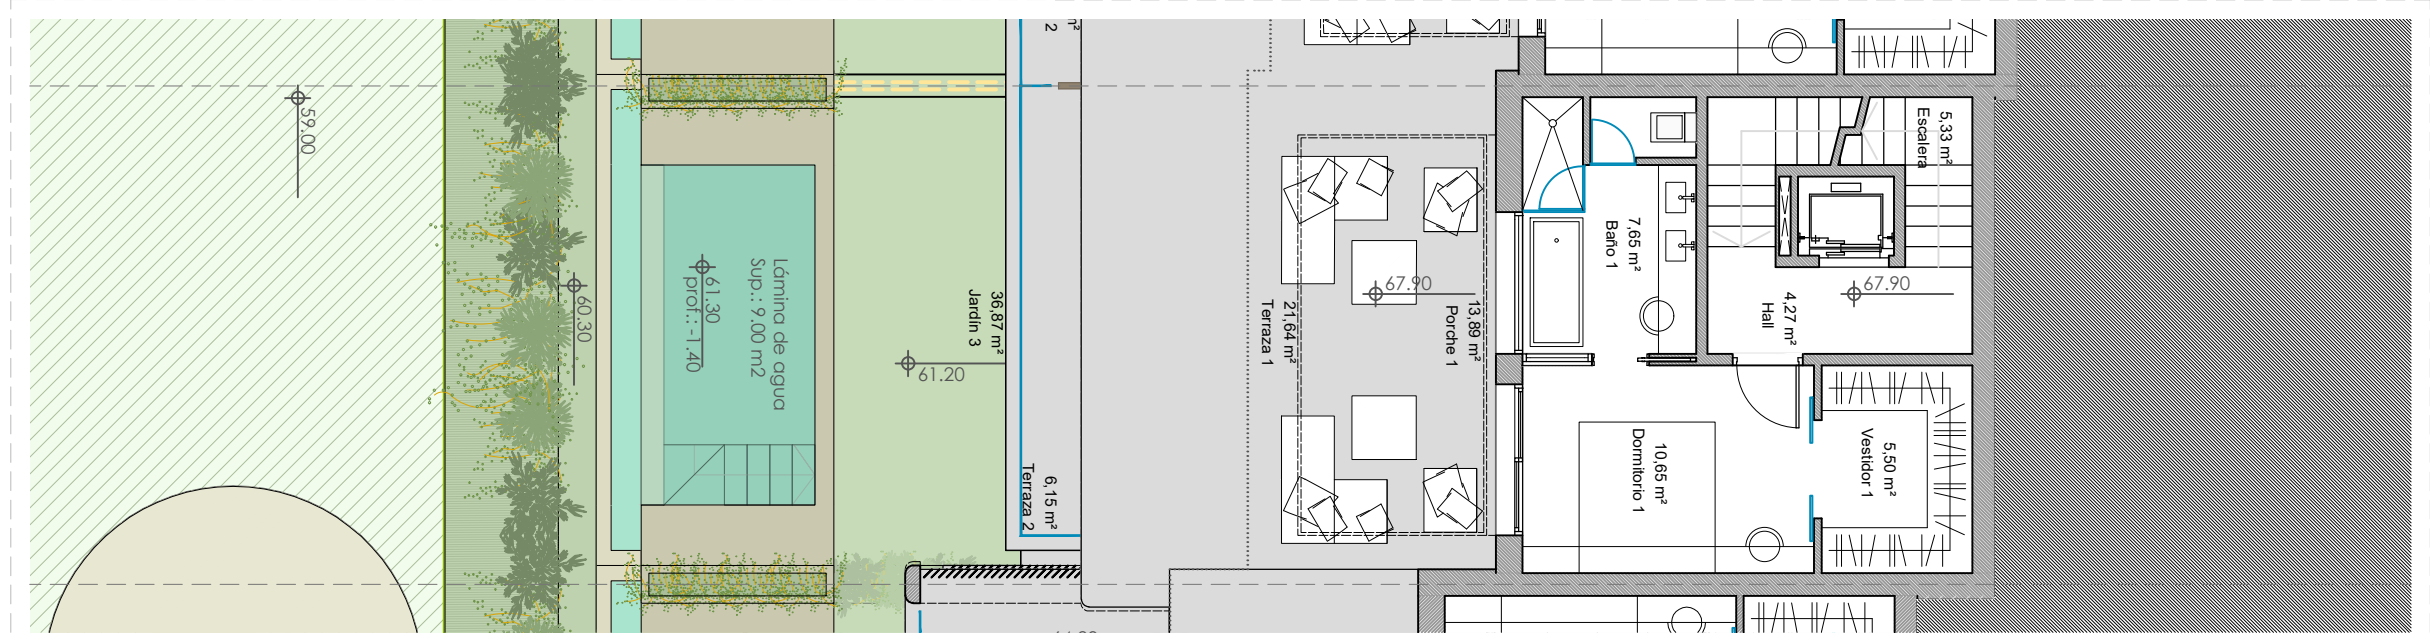 59.00
60.30
61.30
prof.: -1.40
Lámina de agua
Sup.: 9.00 m2
36,87 m²
Jardín 3
61.20
m²
2
6,15 m²
Terraza 2
21,64 m²
Terraza 1
67.90
13,89 m²
Porche 1
7,65 m²
Baño 1
5,33 m²
Escalera
67.90
4,27 m²
Hall
10,65 m²
Dormitorio 1
5,50 m²
Vestidor 1